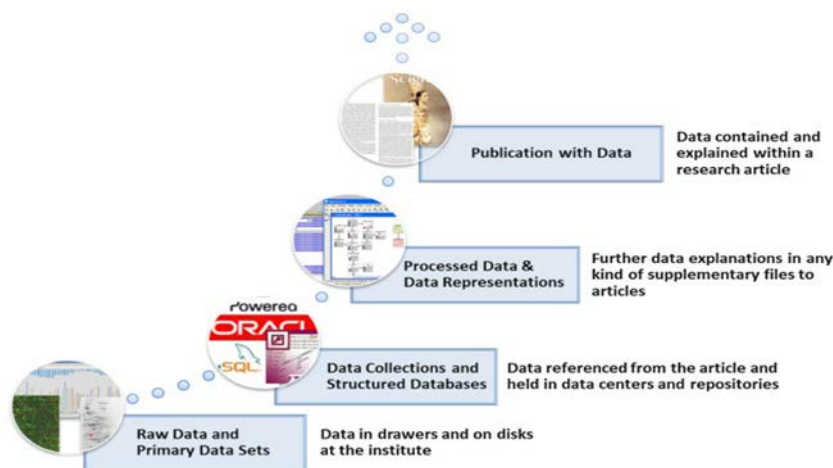 Publication with Data
Data contained and
explained within a
research article
Processed Data &
Data Representations
Further data explanations in any
kind of supplementary files to
articles
Powered
ORACL
SQL
Data Collections and
Structured Databases
Data referenced from the article and
held in data centers and repositories
Raw Data and
Primary Data Sets
Data in drawers and on disks
at the institute